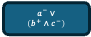 a⁻ ∨
(b⁺ ∧ c⁻)